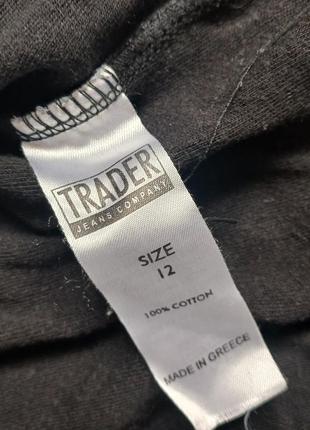 TRADER
JEANS COMPANY
SIZE
12
100% COTTON
MADE IN GREECE